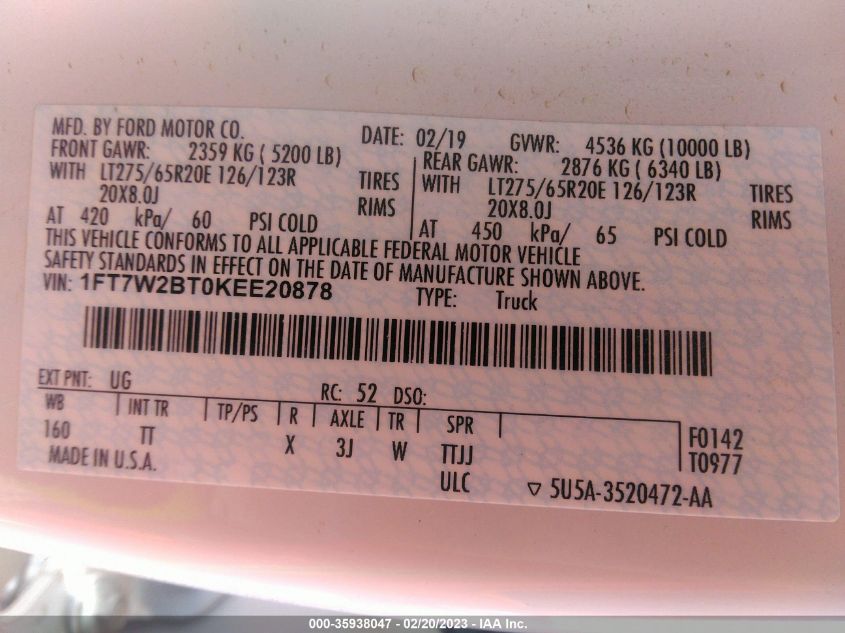 MFD. BY FORD MOTOR CO. DATE: 02/19 GVWR: 4536 KG (10000 LB)
FRONT GAWR: 2359 KG ( 5200 LB) REAR GAWR: 2876 KG ( 6340 LB)
WITH LT275/65R20E 126/123R TIRES WITH LT275/65R20E 126/123R TIRES
20X8.0J RIMS 20X8.0J RIMS
AT 420 kPa/ 60 PSI COLD AT 450 kPa/ 65 PSI COLD
THIS VEHICLE CONFORMS TO ALL APPLICABLE FEDERAL MOTOR VEHICLE
SAFETY STANDARDS IN EFFECT ON THE DATE OF MANUFACTURE SHOWN ABOVE.
VIN: 1FT7W2BT0KEE20878 TYPE: Truck
EXT PNT: UG RC: 52 DSO:
WB INT TR TP/PS R AXLE TR SPR
160 TT X 3J W TTJJ F0142
MADE IN U.S.A. ULC T0977
▽ 5U5A-3520472-AA
000-35938047 - 02/20/2023 - IAA Inc.